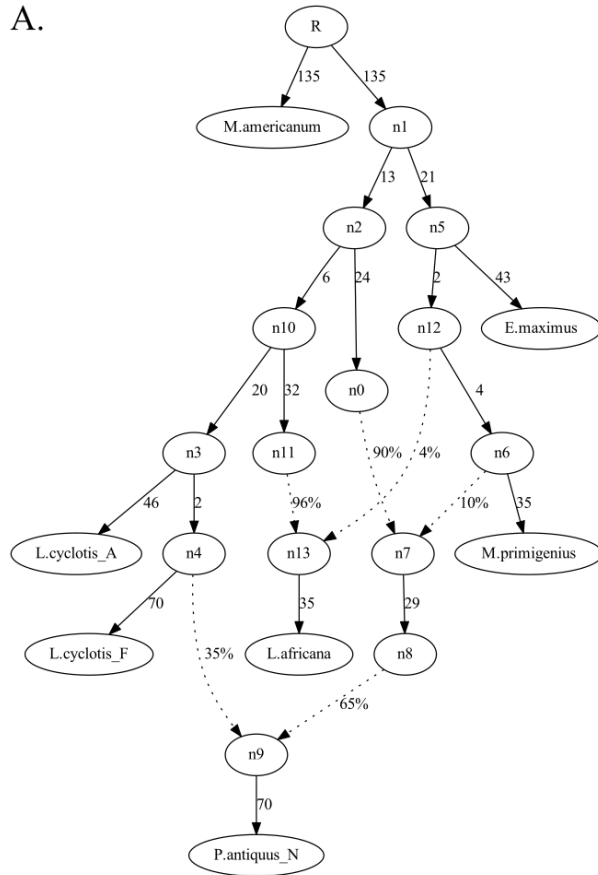 A.
R
135 135
M.americanum n1
13 21
n2 n5
6 24 2 43
n10 n12 E.maximus
n0
20 32 4
n3 n11 90% 4% n6
46 2 96% 10% 35
L.cyclotis_A n4 n13 n7 M.primigenius
70 35 29
L.cyclotis_F 35% L.africana n8
65%
n9
70
P.antiquus_N